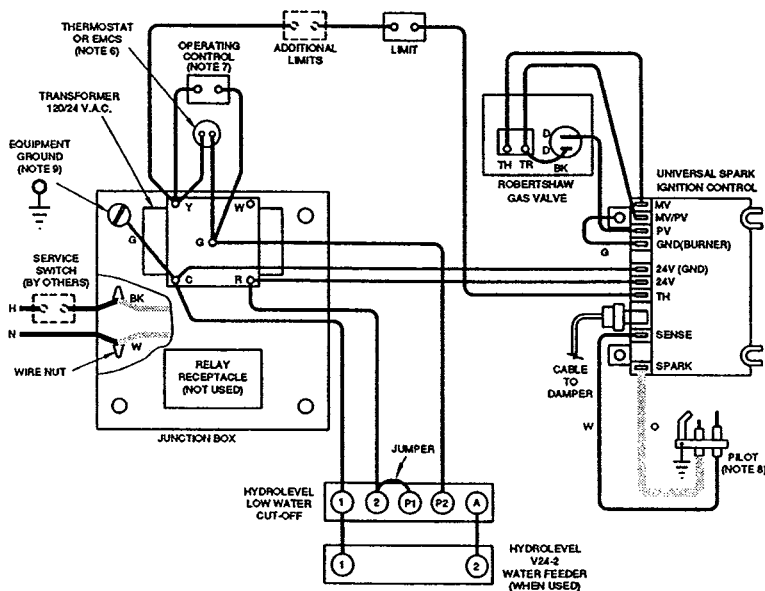 THERMOSTAT
OR EMCS
(NOTE 6)
OPERATING
CONTROL
(NOTE 7)
ADDITIONAL
LIMITS
LIMIT
TRANSFORMER
120/24 V.A.C.
EQUIPMENT
GROUND
(NOTE 9)
D
D
TH TR BK
ROBERTSHAW
GAS VALVE
UNIVERSAL SPARK
IGNITION CONTROL
MV
MV/PV
PV
GND(BURNER)
G
24V (GND)
24V
TH
SENSE
SPARK
Y W
G
G
C R
SERVICE
SWITCH
(BY OTHERS)
H
BK
N
W
WIRE NUT
RELAY
RECEPTACLE
(NOT USED)
JUNCTION BOX
CABLE
TO
DAMPER
W
O
PILOT
(NOTE 8)
JUMPER
HYDROLEVEL
LOW WATER
CUT-OFF
1 2 P1 P2 A
1 2
HYDROLEVEL
V24-2
WATER FEEDER
(WHEN USED)